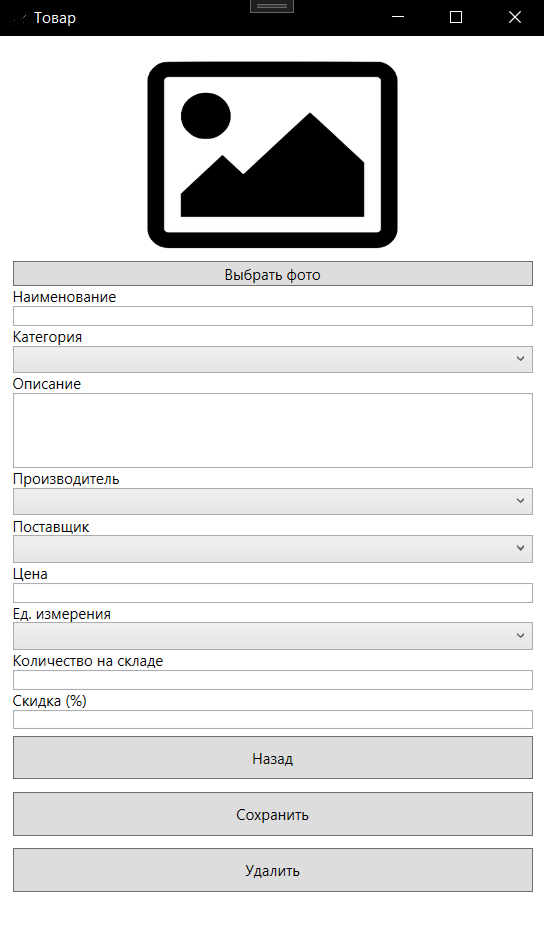 Товар
Выбрать фото
Наименование
Категория
Описание
Производитель
Поставщик
Цена
Ед. измерения
Количество на складе
Скидка (%)
Назад
Сохранить
Удалить